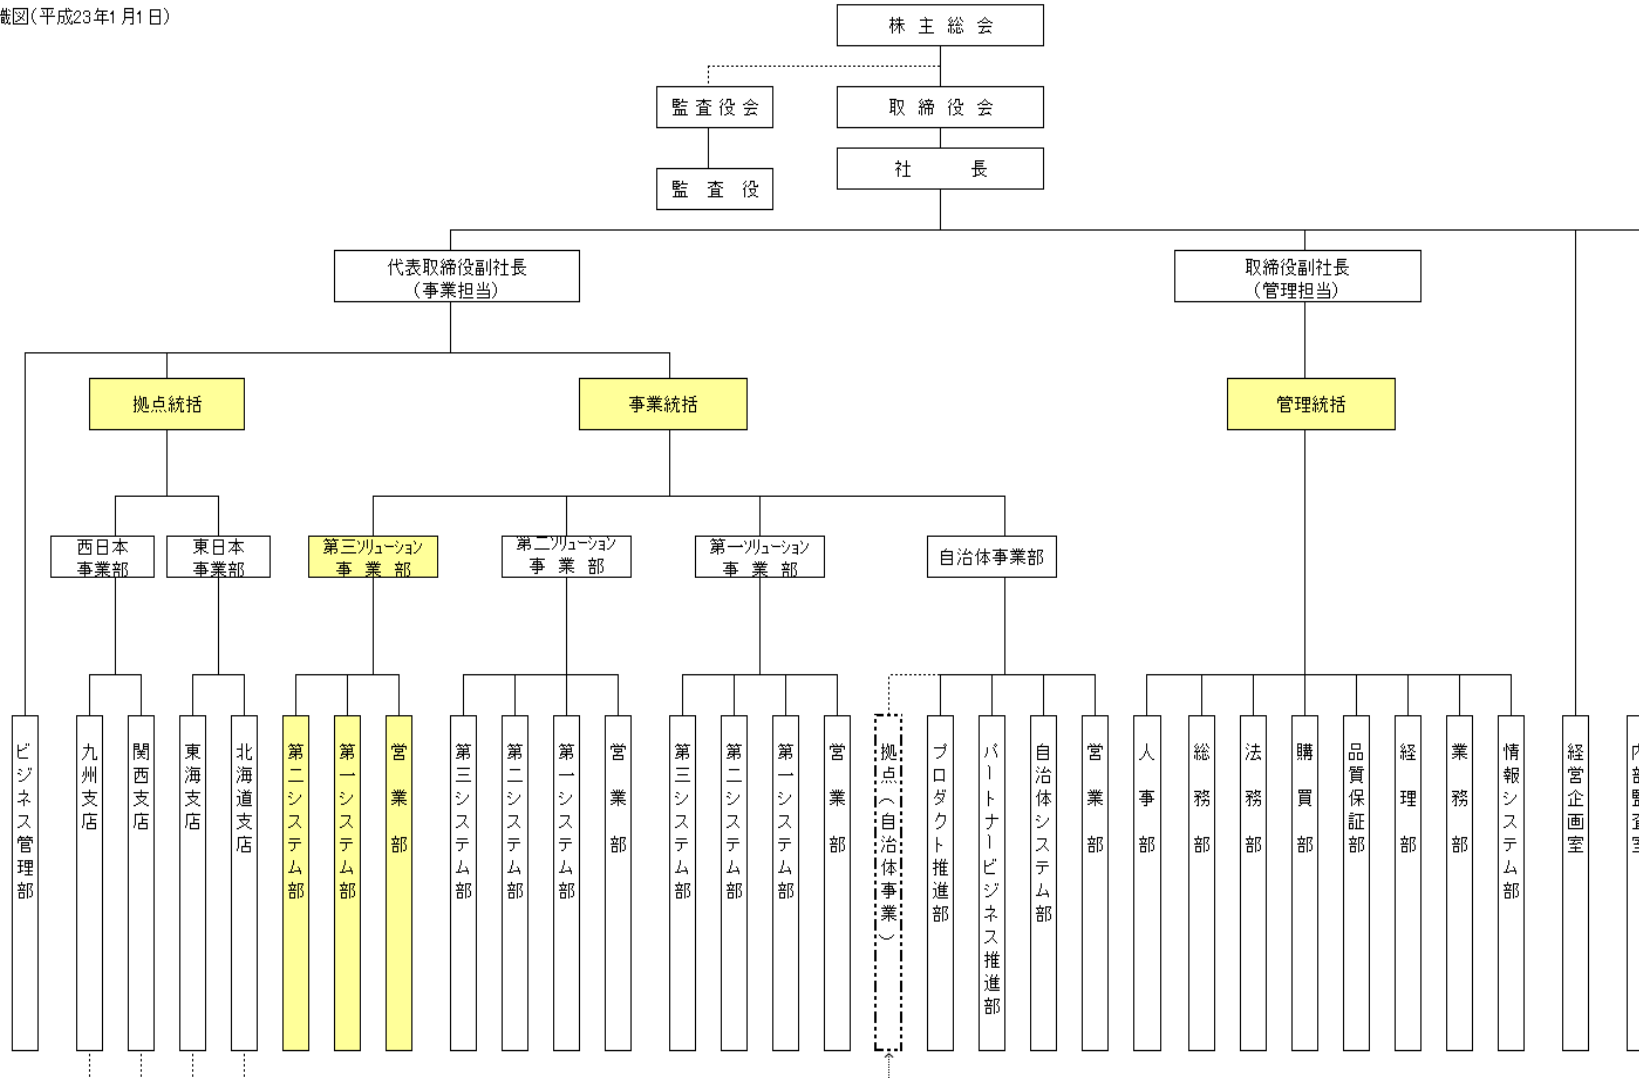 織図(平成23年1月1日)
株主総会
監査役会
取締役会
社長
監査役
代表取締役副社長
(事業担当)
取締役副社長
(管理担当)
拠点統括
事業統括
管理統括
西日本
事業部
東日本
事業部
第三ソリューション
事業部
第二ソリューション
事業部
第一ソリューション
事業部
自治体事業部
ビジネス管理部
九州支店
関西支店
東海支店
北海道支店
第二システム部
第一システム部
営業部
第三システム部
第二システム部
第一システム部
営業部
第三システム部
第二システム部
第一システム部
営業部
拠点(自治体事業)
プロダクト推進部
パートナービジネス推進部
自治体システム部
営業部
人事部
総務部
法務部
購買部
品質保証部
経理部
業務部
情報システム部
経営企画室
内部監査室